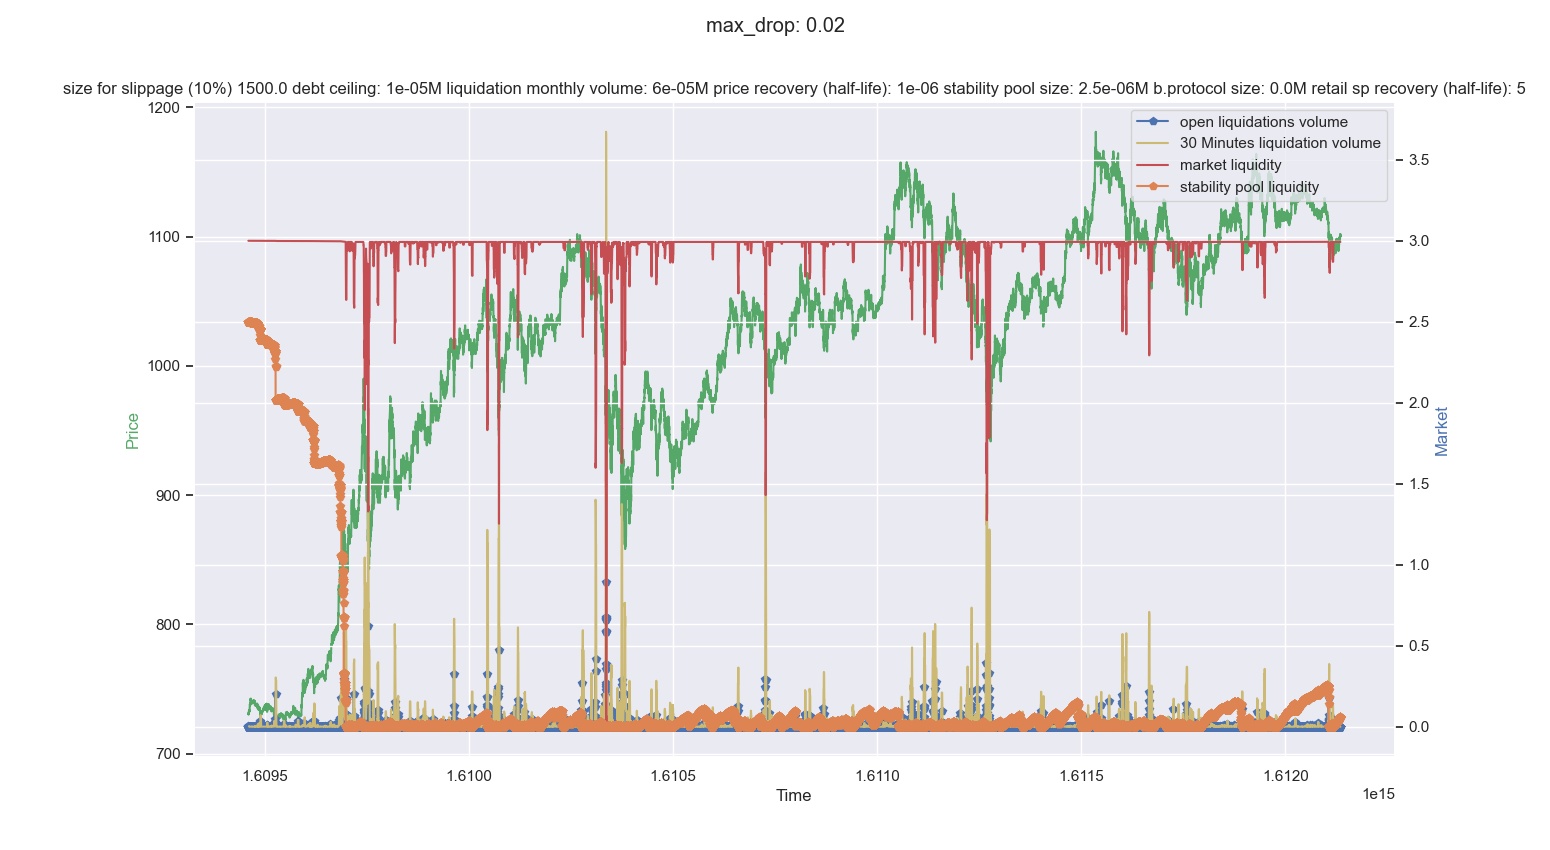 max_drop: 0.02
size for slippage (10%) 1500.0 debt ceiling: 1e-05M liquidation monthly volume: 6e-05M price recovery (half-life): 1e-06 stability pool size: 2.5e-06M b.protocol size: 0.0M retail sp recovery (half-life): 5
open liquidations volume
30 Minutes liquidation volume
market liquidity
stability pool liquidity
1200
1100
1000
900
800
700
Price
3.5
3.0
2.5
2.0
1.5
1.0
0.5
0.0
Market
1.6095
1.6100
1.6105
1.6110
1.6115
1.6120
1e15
Time